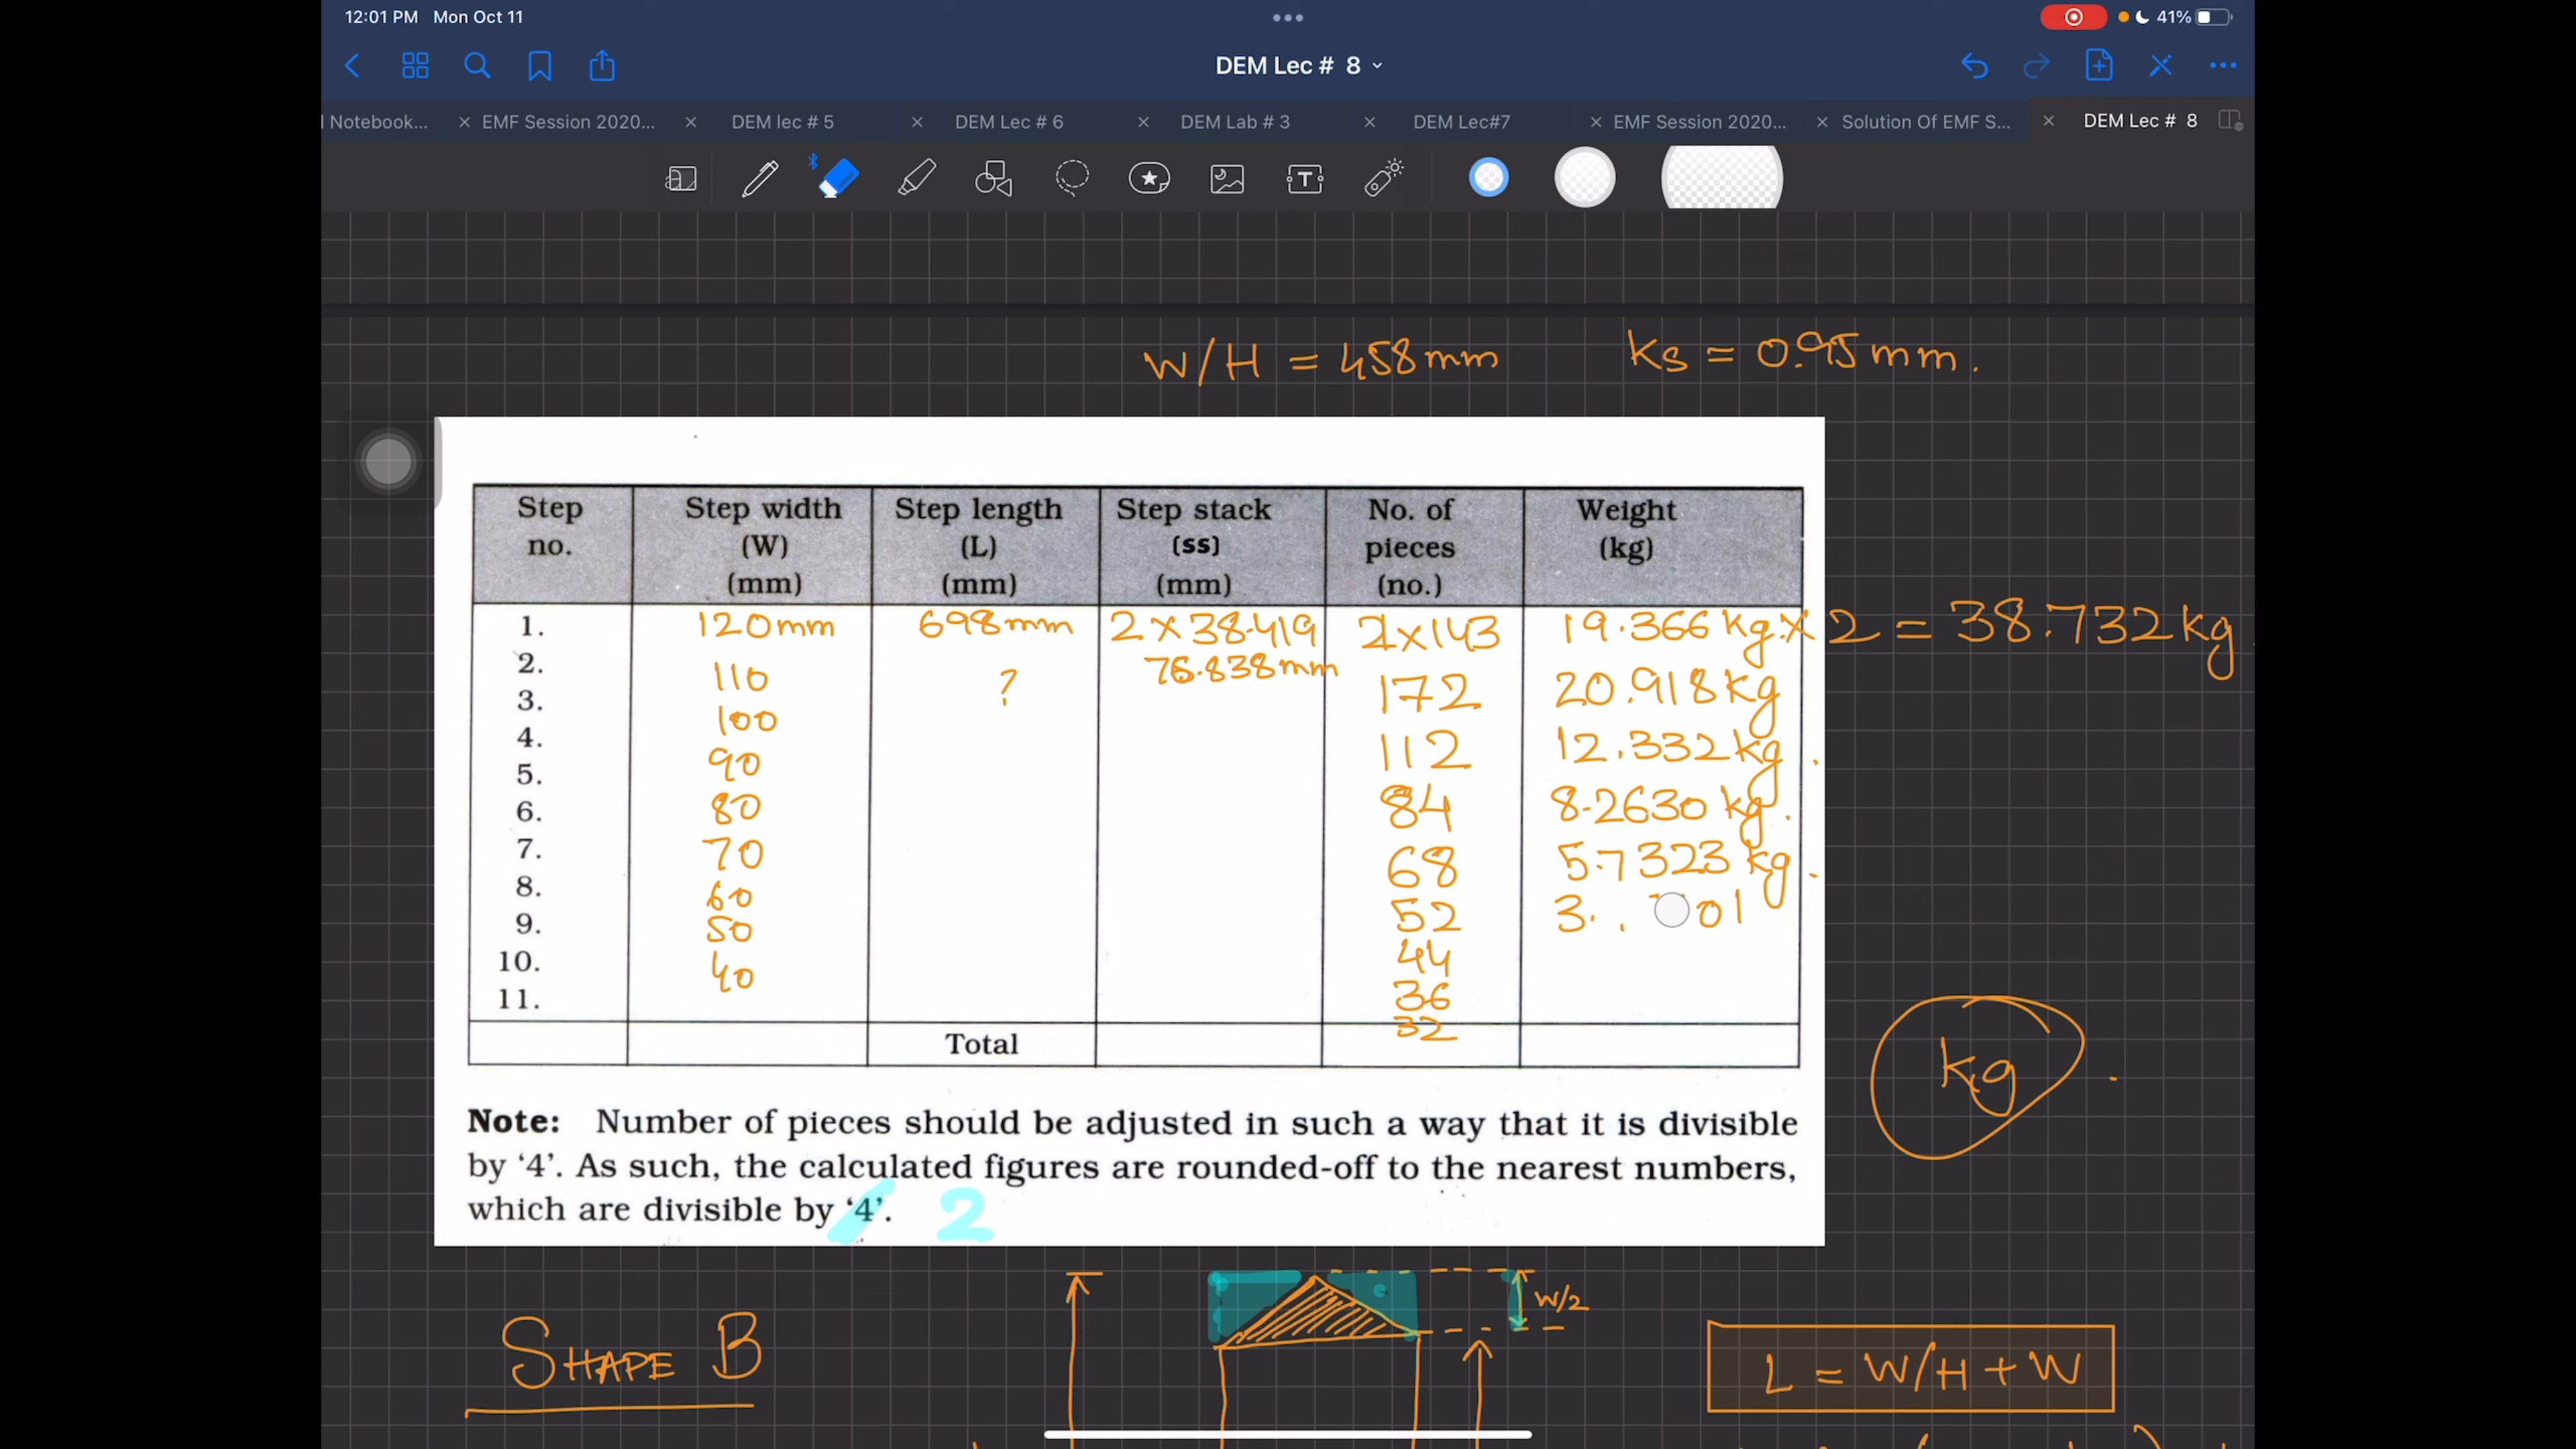 12:01 PM Mon Oct 11
41%
DEM Lec # 8
l Notebook... EMF Session 2020... DEM lec # 5 DEM Lec # 6 DEM Lab # 3 DEM Lec#7 EMF Session 2020... Solution Of EMF S... DEM Lec # 8
W/H = 458mm Ks = 0.95mm.
Step no. Step width (W) (mm) Step length (L) (mm) Step stack (ss) (mm) No. of pieces (no.) Weight (kg)
1. 120mm 698mm 2 × 38.419 2×143 19.366 kg × 2 = 38.732 kg.
2. 110 ? 76.838mm 172 20.918 kg
3. 100 112 12.332 kg.
4. 90 84 8.2630 kg.
5. 80 68 5.7323 kg.
6. 70 52 3. 01
7. 60 44
8. 50 36
9. 40 32
10.
11.
Total
kg.
Note: Number of pieces should be adjusted in such a way that it is divisible
by ‘4’. As such, the calculated figures are rounded-off to the nearest numbers,
which are divisible by ‘4’. 2
SHAPE B
W/2
L = W/H + W